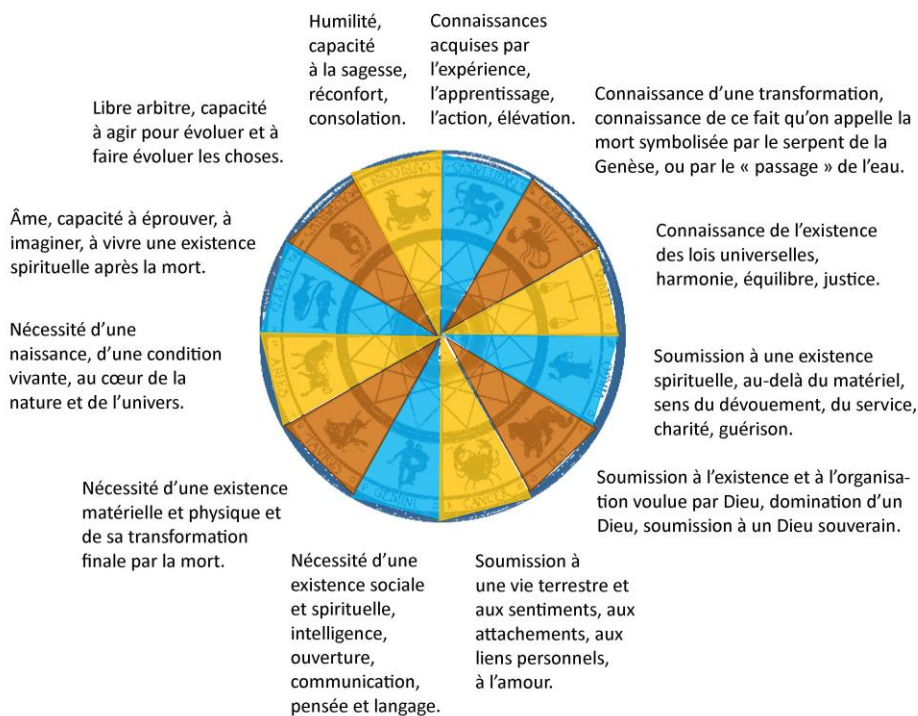 Humilité,
capacité
à la sagesse,
réconfort,
consolation.
Connaissances
acquises par
l'expérience,
l'apprentissage,
l'action, élévation.
Connaissance d'une transformation,
connaissance de ce fait qu'on appelle la
mort symbolisée par le serpent de la
Genèse, ou par le « passage » de l'eau.
Connaissance de l'existence
des lois universelles,
harmonie, équilibre, justice.
Soumission à une existence
spirituelle, au-delà du matériel,
sens du dévouement, du service,
charité, guérison.
Soumission à l'existence et à l'organisa-
tion voulue par Dieu, domination d'un
Dieu, soumission à un Dieu souverain.
Soumission à
une vie terrestre et
aux sentiments, aux
attachements, aux
liens personnels,
à l'amour.
Nécessité d'une
existence sociale
et spirituelle,
intelligence,
ouverture,
communication,
pensée et langage.
Nécessité d'une existence
matérielle et physique et
de sa transformation
finale par la mort.
Nécessité d'une
naissance, d'une condition
vivante, au cœur de la
nature et de l'univers.
Âme, capacité à éprouver, à
imaginer, à vivre une existence
spirituelle après la mort.
Libre arbitre, capacité
à agir pour évoluer et à
faire évoluer les choses.
CAPRICORN
SAGITTARIUS
SCORPIO
VIRGO
CANCER
GEMINI